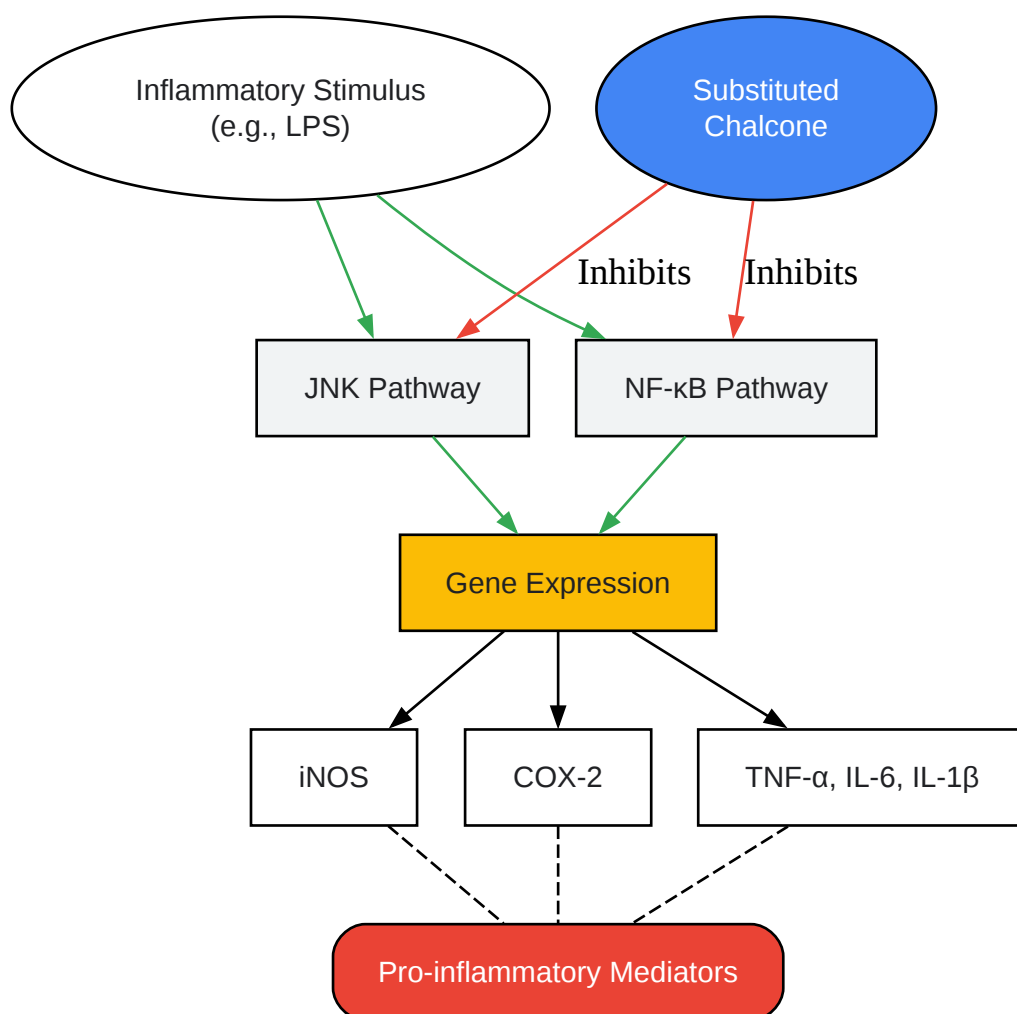 Inflammatory Stimulus
(e.g., LPS)
Substituted
Chalcone
Inhibits
Inhibits
JNK Pathway
NF-κB Pathway
Gene Expression
iNOS
COX-2
TNF-α, IL-6, IL-1β
Pro-inflammatory Mediators